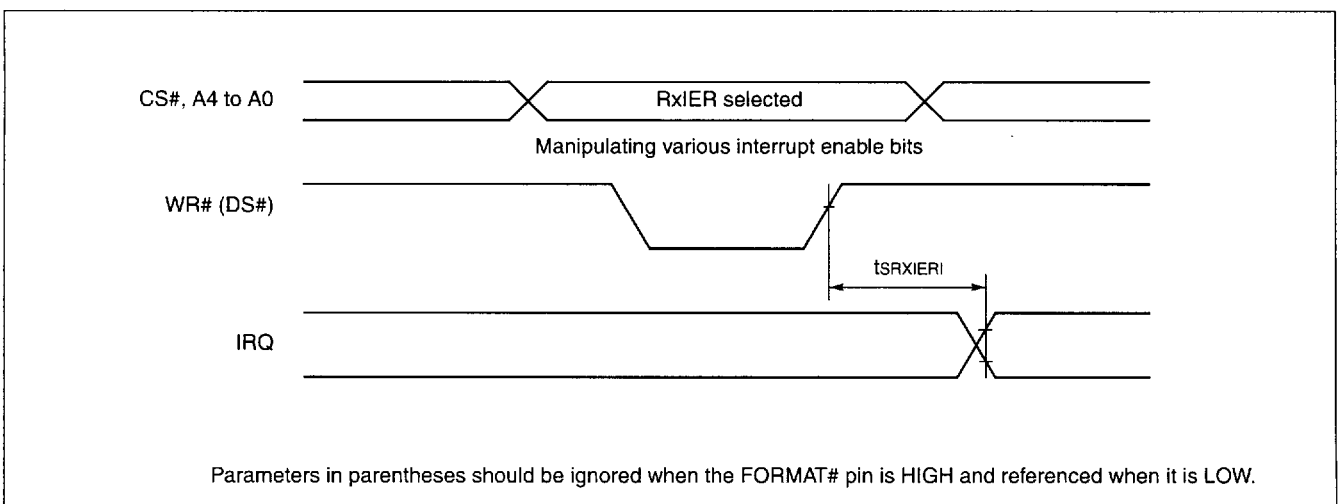 CS#, A4 to A0
RxIER selected
Manipulating various interrupt enable bits
WR# (DS#)
tSRXIERI
IRQ
Parameters in parentheses should be ignored when the FORMAT# pin is HIGH and referenced when it is LOW.